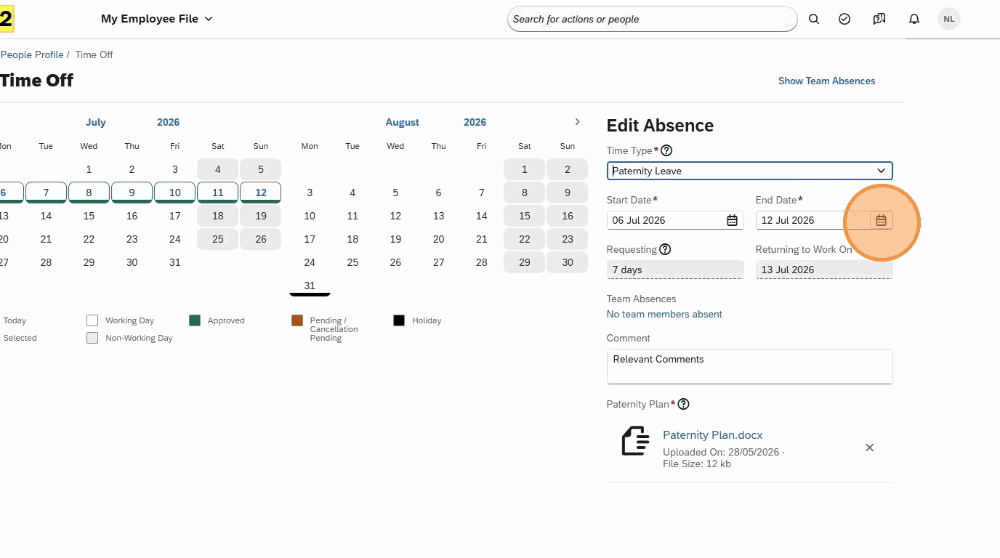 2
My Employee File
Search for actions or people
NL
People Profile / Time Off
Time Off
Show Team Absences
July 2026
August 2026
Mon Tue Wed Thu Fri Sat Sun
1 2 3 4 5
6 7 8 9 10 11 12
13 14 15 16 17 18 19
20 21 22 23 24 25 26
27 28 29 30 31
Mon Tue Wed Thu Fri Sat Sun
1 2
3 4 5 6 7 8 9
10 11 12 13 14 15 16
17 18 19 20 21 22 23
24 25 26 27 28 29 30
31
Today
Working Day
Approved
Pending /
Cancellation
Pending
Holiday
Selected
Non-Working Day
Edit Absence
Time Type*
Paternity Leave
Start Date*
End Date*
06 Jul 2026
12 Jul 2026
Requesting
Returning to Work On
7 days
13 Jul 2026
Team Absences
No team members absent
Comment
Relevant Comments
Paternity Plan*
Paternity Plan.docx
Uploaded On: 28/05/2026 ·
File Size: 12 kb